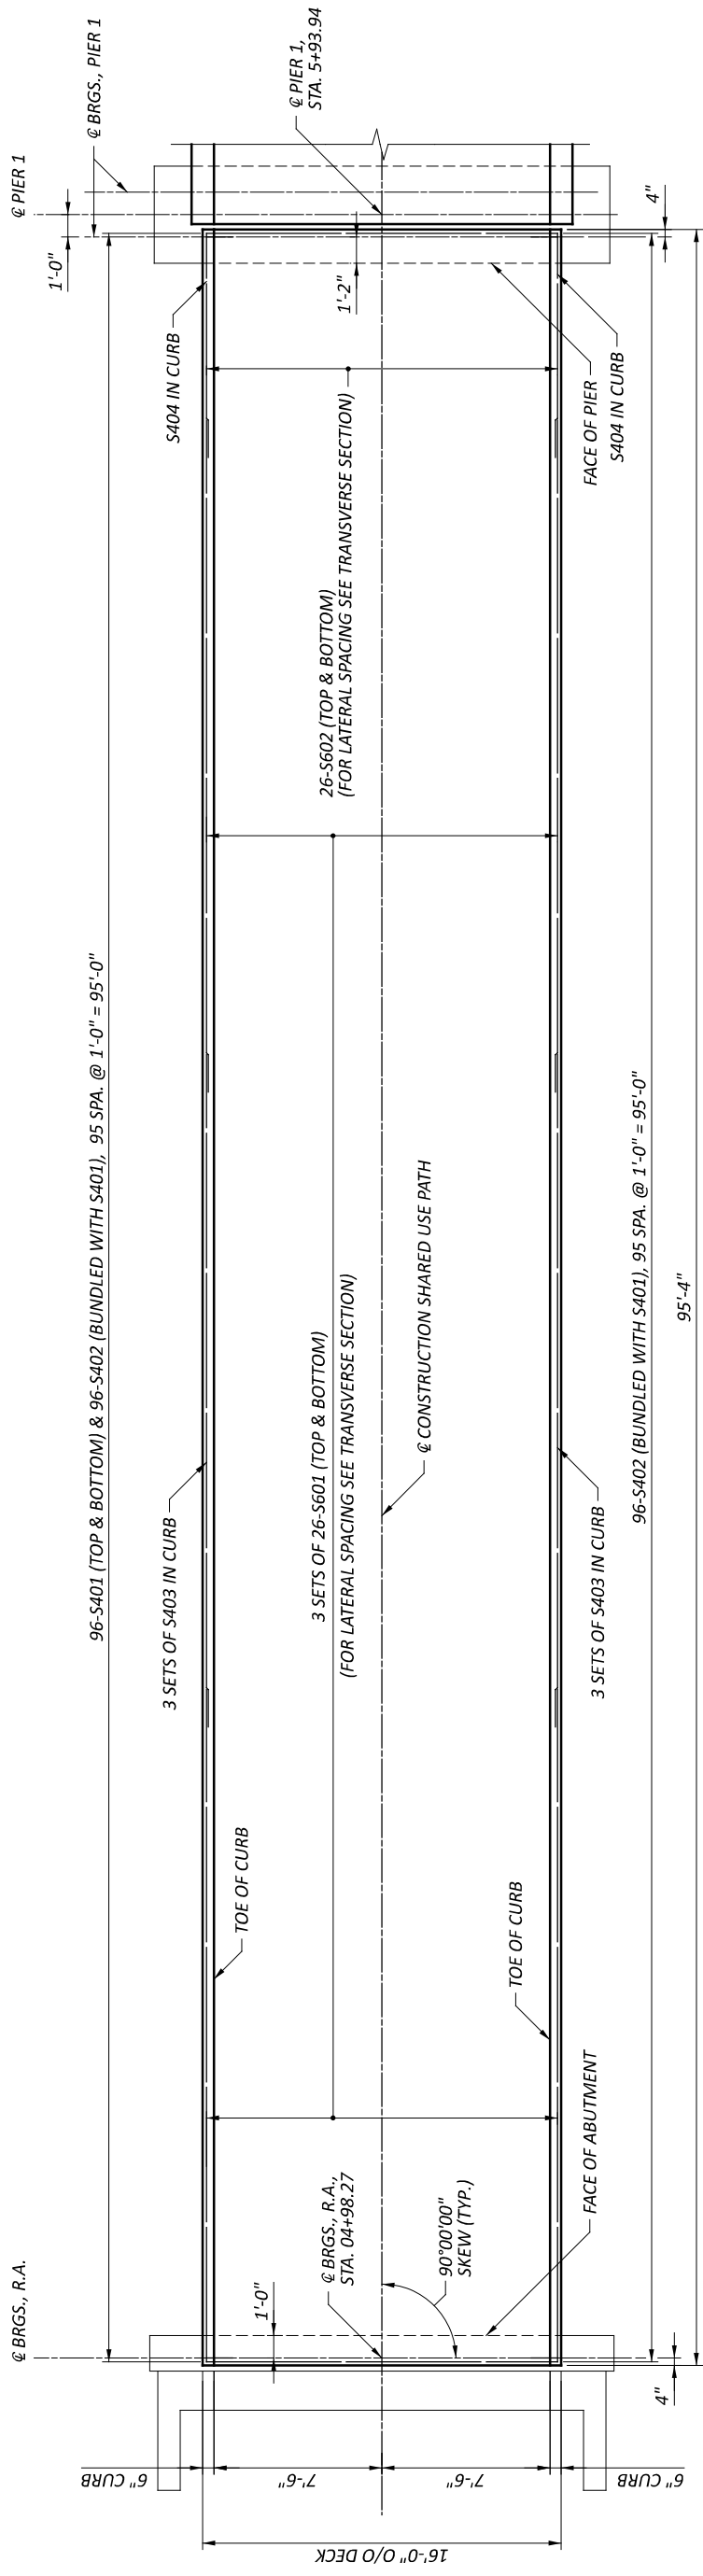 ℄ BRGS., R.A.
℄ PIER 1
1'-0"
℄ BRGS., PIER 1
96-S401 (TOP & BOTTOM) & 96-S402 (BUNDLED WITH S401), 95 SPA. @ 1'-0" = 95'-0"
3 SETS OF S403 IN CURB
S404 IN CURB
TOE OF CURB
1'-0"
℄ BRGS., R.A.,
STA. 04+98.27
3 SETS OF 26-S601 (TOP & BOTTOM)
(FOR LATERAL SPACING SEE TRANSVERSE SECTION)
26-S602 (TOP & BOTTOM)
(FOR LATERAL SPACING SEE TRANSVERSE SECTION)
1'-2"
℄ PIER 1,
STA. 5+93.94
℄ CONSTRUCTION SHARED USE PATH
90°00'00"
SKEW (TYP.)
TOE OF CURB
FACE OF ABUTMENT
3 SETS OF S403 IN CURB
FACE OF PIER
S404 IN CURB
96-S402 (BUNDLED WITH S401), 95 SPA. @ 1'-0" = 95'-0"
4"
95'-4"
4"
6" CURB
7'-6"
7'-6"
6" CURB
16'-0" O/O DECK